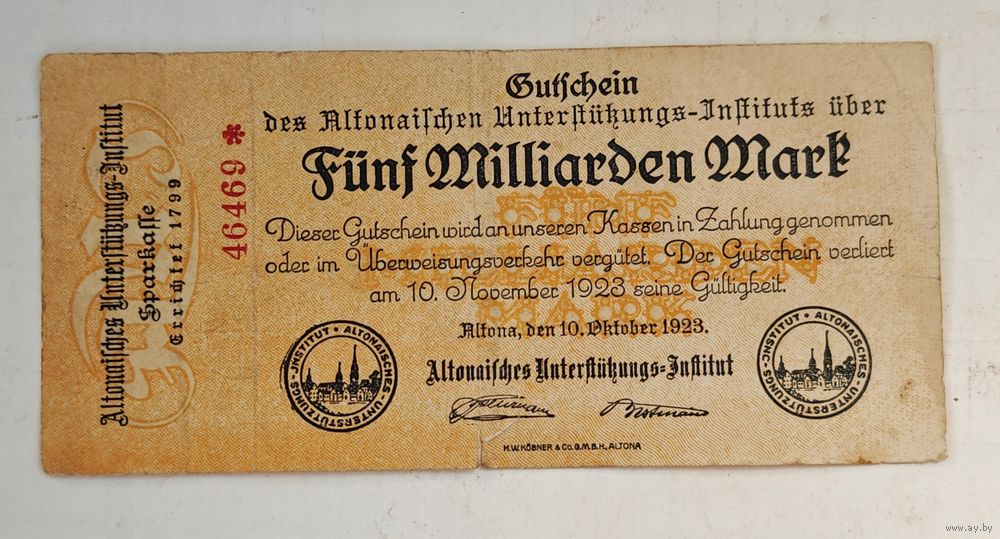 Altonaisches Unterstützungs-Institut
Sparkasse
Errichtet 1799
46469 *
Gutschein
des Altonaischen Unterstützungs-Instituts über
Fünf Milliarden Mark
FÜNF
MILLIARDEN
MARK
Dieser Gutschein wird an unseren Kassen in Zahlung genommen
oder im Überweisungsverkehr vergütet. Der Gutschein verliert
am 10. November 1923 seine Gültigkeit.
Altona, den 10. Oktober 1923.
Altonaisches Unterstützungs-Institut
ALTONAISCHES-UNTERSTÜTZUNGS-INSTITUT
ALTONAISCHES-UNTERSTÜTZUNGS-INSTITUT
H.W. KÖBNER & CO. G.M.B.H., ALTONA
www.ay.by